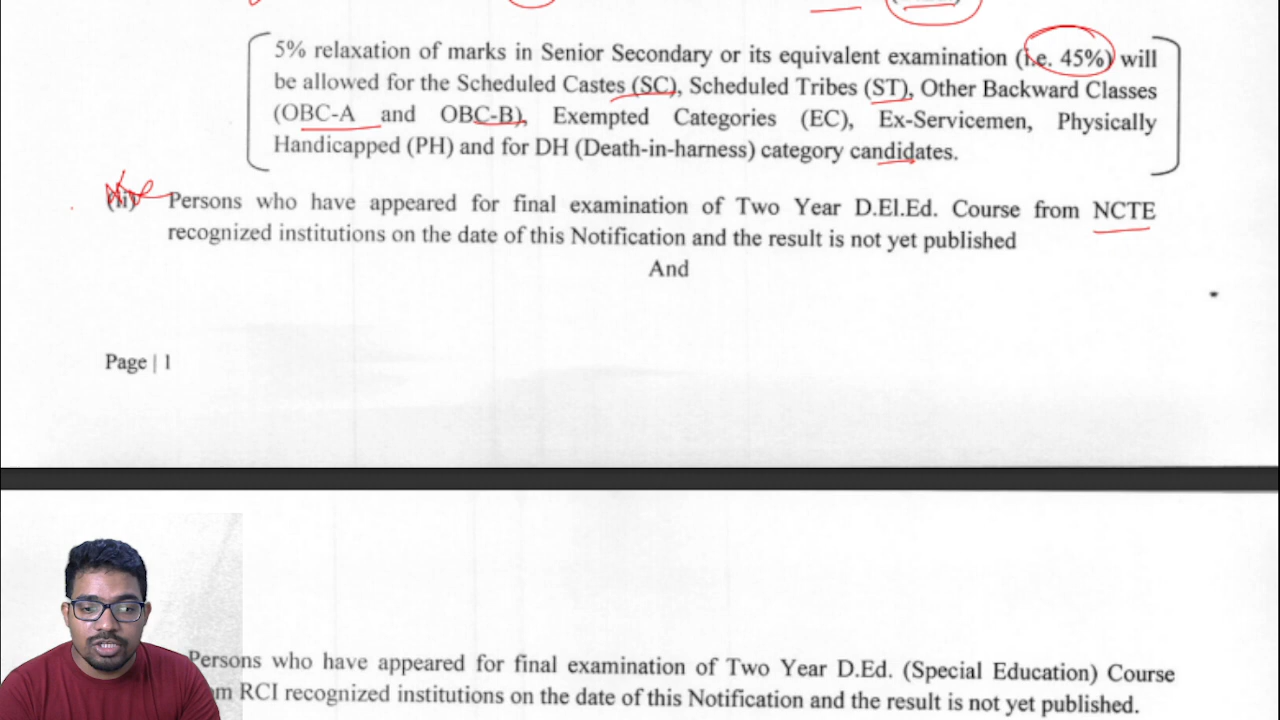 5% relaxation of marks in Senior Secondary or its equivalent examination (i.e. 45%) will
be allowed for the Scheduled Castes (SC), Scheduled Tribes (ST), Other Backward Classes
(OBC-A and OBC-B), Exempted Categories (EC), Ex-Servicemen, Physically
Handicapped (PH) and for DH (Death-in-harness) category candidates.
Persons who have appeared for final examination of Two Year D.El.Ed. Course from NCTE
recognized institutions on the date of this Notification and the result is not yet published
And
Page | 1
Persons who have appeared for final examination of Two Year D.Ed. (Special Education) Course
RCI recognized institutions on the date of this Notification and the result is not yet published.